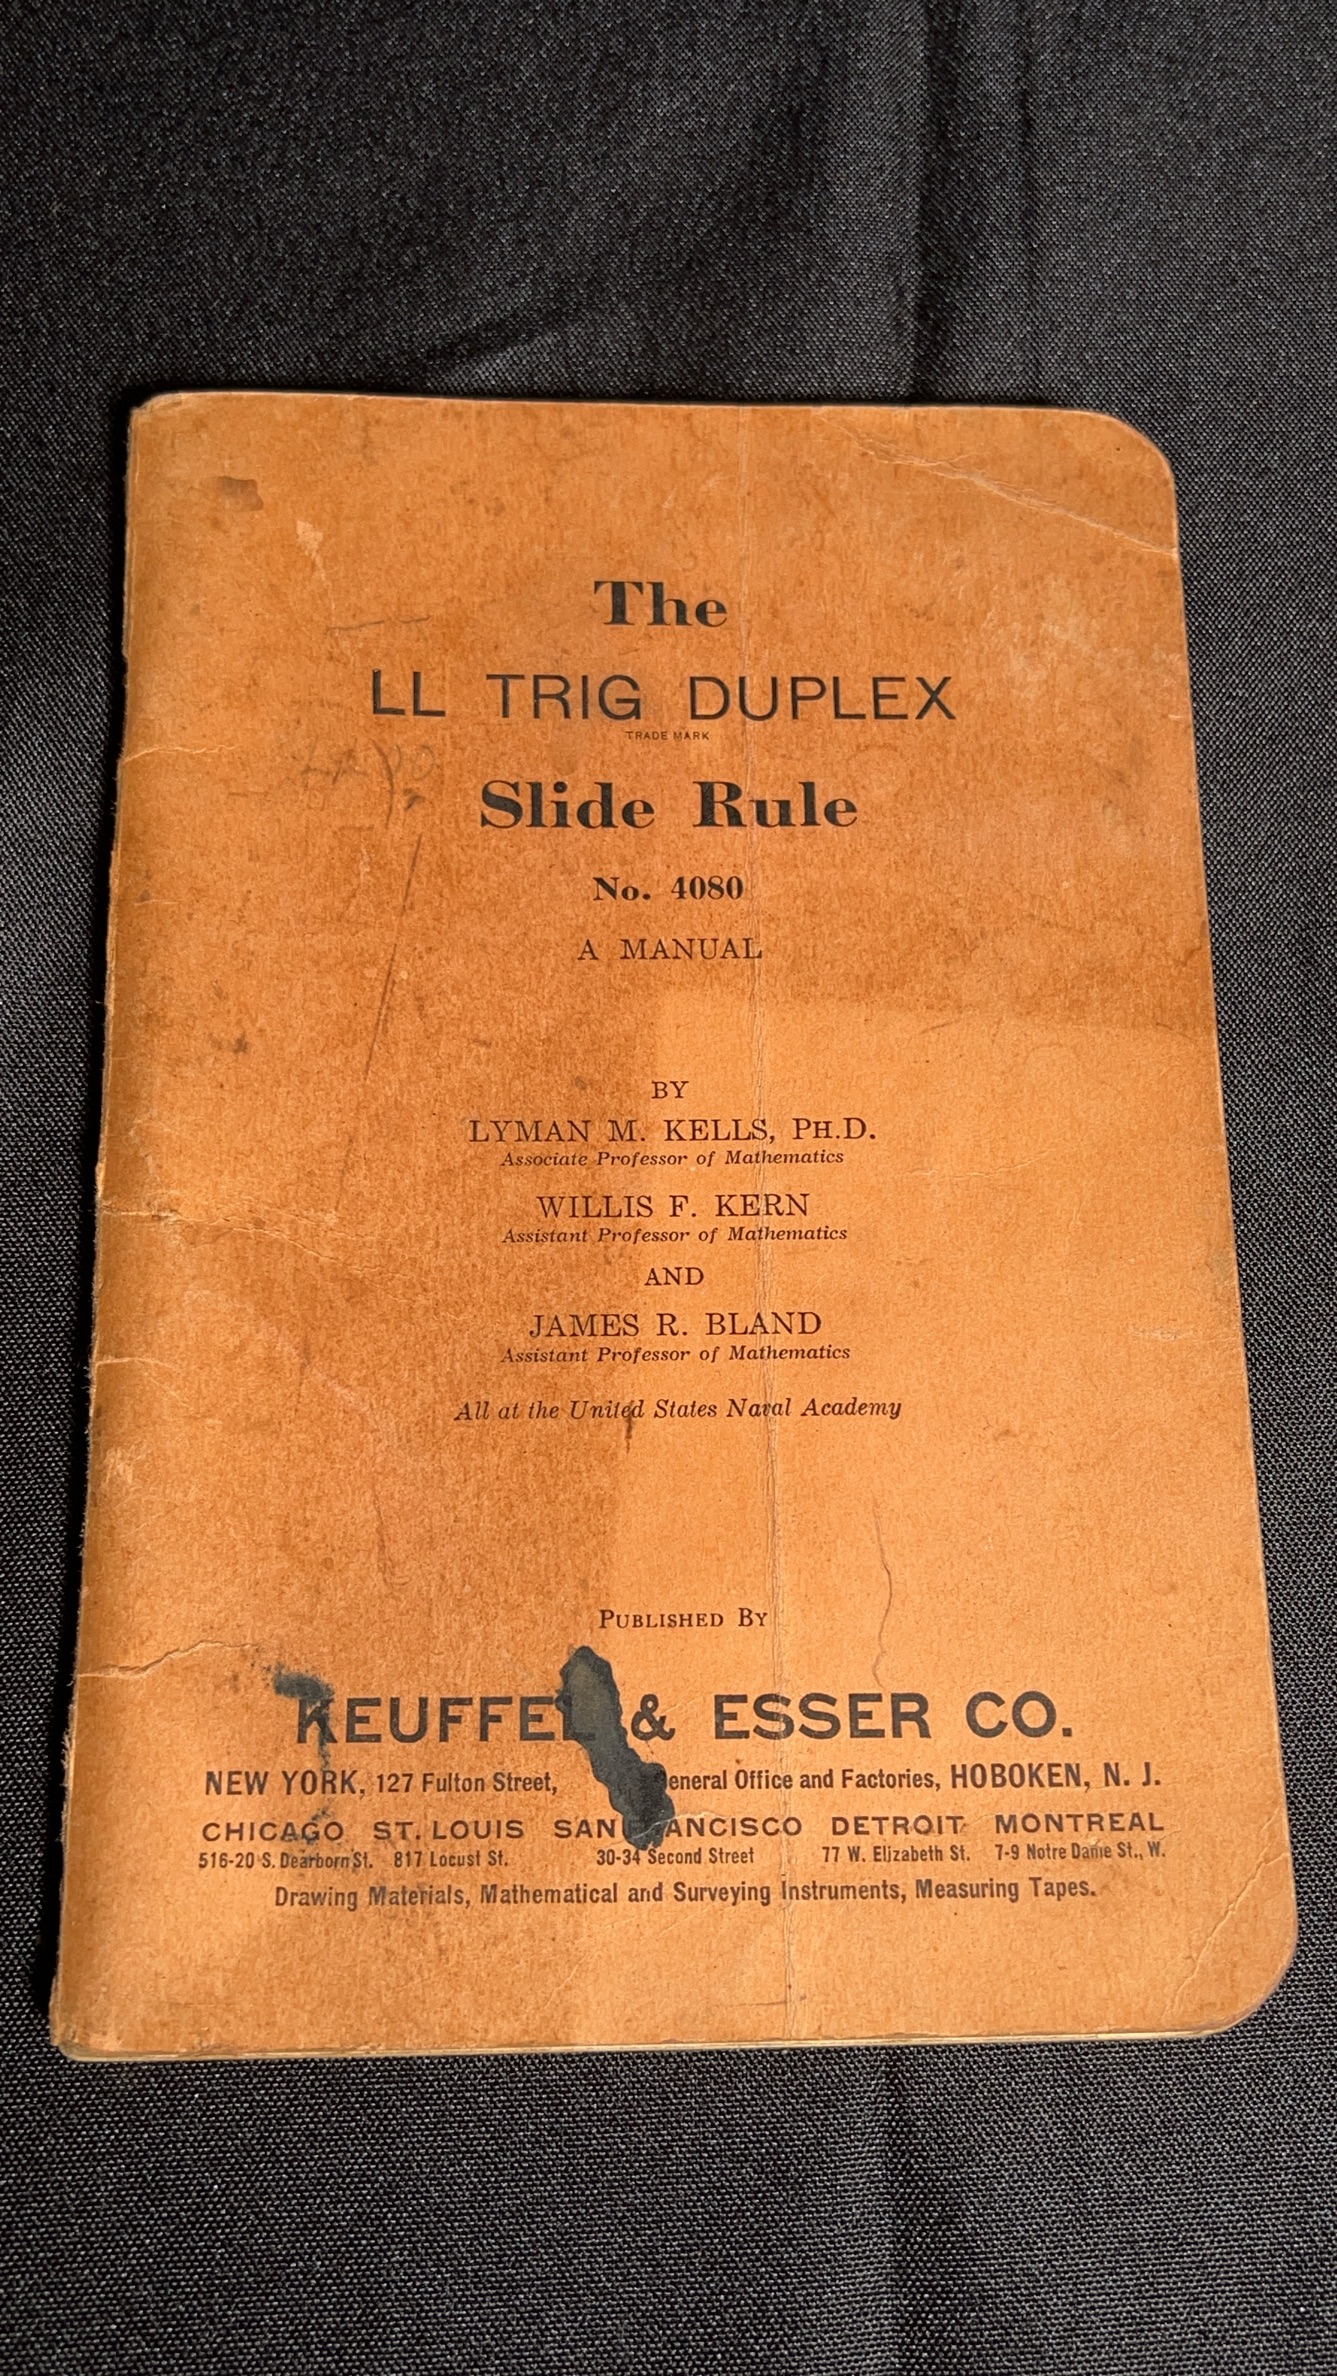 The
LL TRIG DUPLEX
TRADE MARK
Slide Rule
No. 4080
A MANUAL
BY
LYMAN M. KELLS, PH.D.
Associate Professor of Mathematics
WILLIS F. KERN
Assistant Professor of Mathematics
AND
JAMES R. BLAND
Assistant Professor of Mathematics
All at the United States Naval Academy
PUBLISHED BY
KEUFFEL & ESSER CO.
NEW YORK, 127 Fulton Street, General Office and Factories, HOBOKEN, N. J.
CHICAGO ST. LOUIS SAN FRANCISCO DETROIT MONTREAL
516-20 S. Dearborn St. 817 Locust St. 30-34 Second Street 77 W. Elizabeth St. 7-9 Notre Dame St., W.
Drawing Materials, Mathematical and Surveying Instruments, Measuring Tapes.